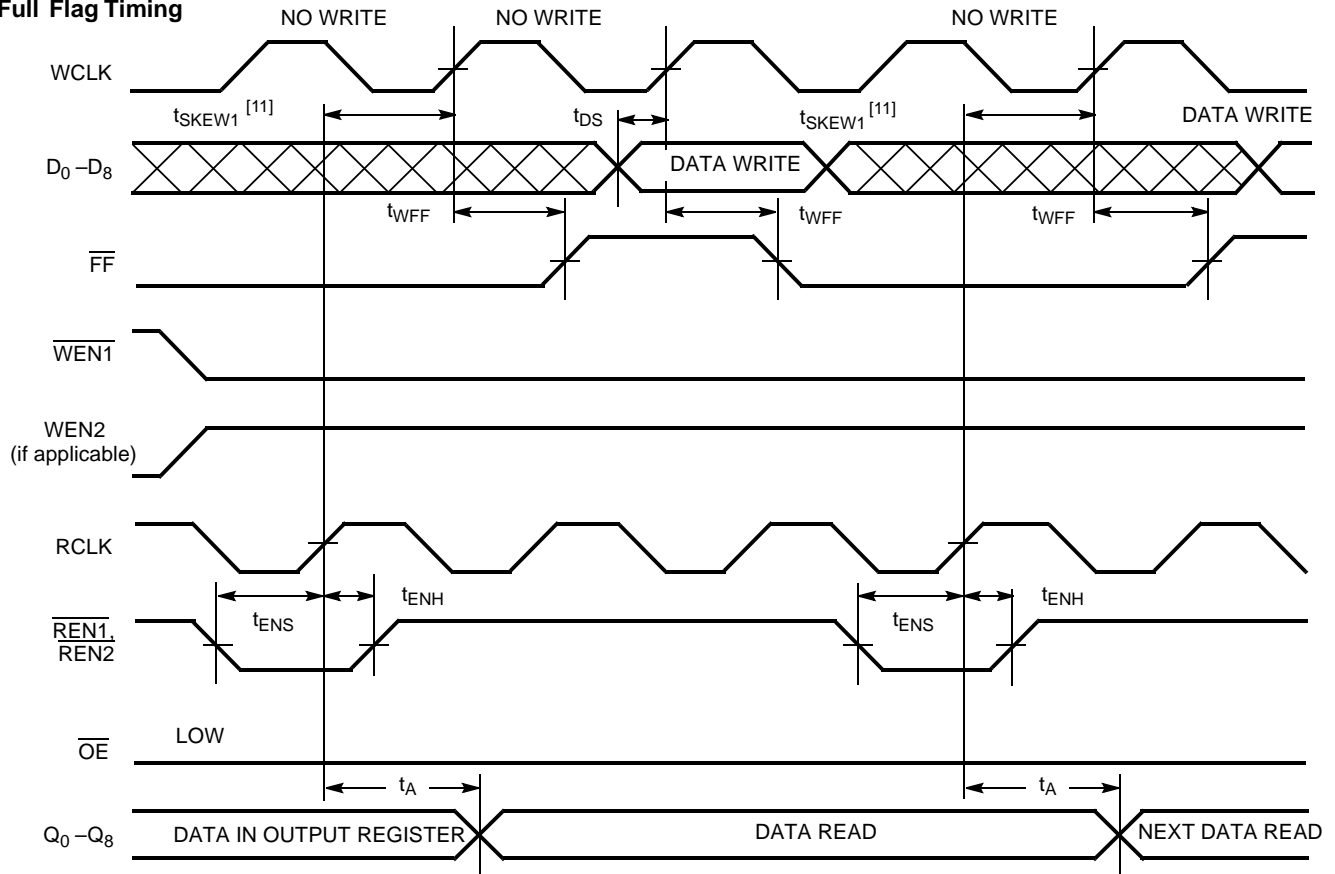 Full Flag Timing
NO WRITE
NO WRITE
NO WRITE
WCLK
tSKEW1 [11]
tDS
tSKEW1 [11]
DATA WRITE
D0 –D8
DATA WRITE
tWFF
tWFF
tWFF
FF
WEN1
WEN2
(if applicable)
RCLK
tENS
tENH
tENS
tENH
REN1,
REN2
LOW
OE
tA
tA
Q0 –Q8
DATA IN OUTPUT REGISTER
DATA READ
NEXT DATA READ